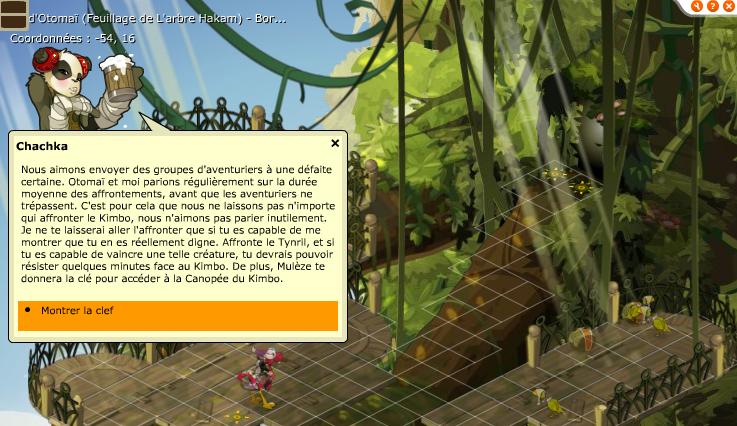 d'Otomaï (Feuillage de L'arbre Hakam) - Bor...
Coordonnées : -54, 16
Chachka
Nous aimons envoyer des groupes d'aventuriers à une défaite
certaine. Otomaï et moi parions régulièrement sur la durée
moyenne des affrontements, avant que les aventuriers ne
trépassent. C'est pour cela que nous ne laissons pas n'importe
qui affronter le Kimbo, nous n'aimons pas parier inutilement.
Je ne te laisserai aller l'affronter que si tu es capable de me
montrer que tu en es réellement digne. Affronte le Tynril, et si
tu es capable de vaincre une telle créature, tu devrais pouvoir
résister quelques minutes face au Kimbo. De plus, Mulèze te
donnera la clé pour accéder à la Canopée du Kimbo.
Montrer la clef